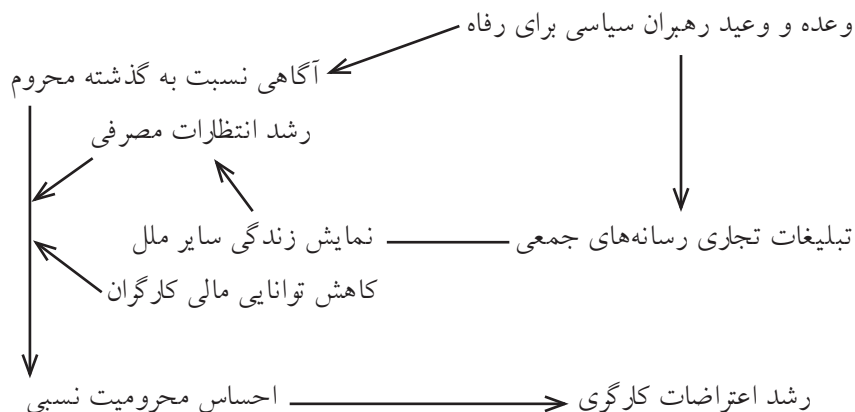 وعده و وعید رهبران سیاسی برای رفاه
آگاهی نسبت به گذشته محروم
رشد انتظارات مصرفی
تبلیغات تجاری رسانه‌های جمعی
نمایش زندگی سایر ملل
کاهش توانایی مالی کارگران
رشد اعتراضات کارگری
احساس محرومیت نسبی